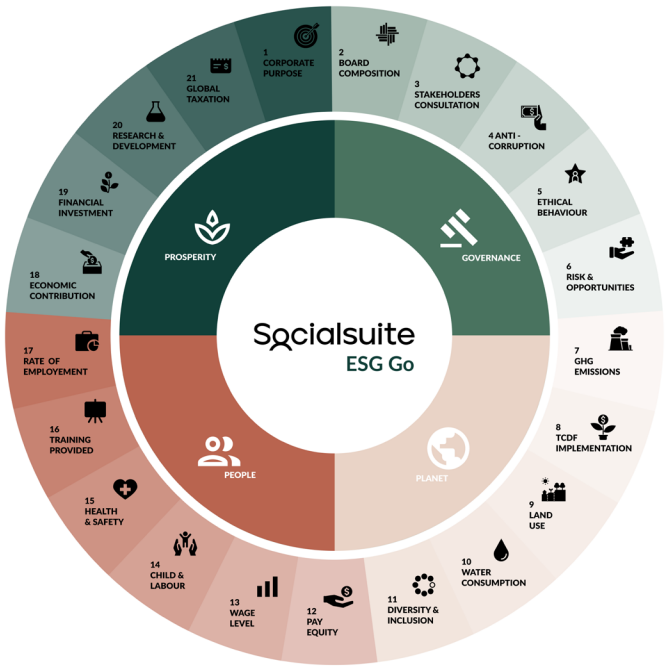 1
CORPORATE
PURPOSE
2
BOARD
COMPOSITION
3
STAKEHOLDERS
CONSULTATION
4 ANTI -
CORRUPTION
5
ETHICAL
BEHAVIOUR
6
RISK &
OPPORTUNITIES
7
GHG
EMISSIONS
8
TCDF
IMPLEMENTATION
9
LAND
USE
10
WATER
CONSUMPTION
11
DIVERSITY &
INCLUSION
12
PAY
EQUITY
13
WAGE
LEVEL
14
CHILD &
LABOUR
15
HEALTH
& SAFETY
16
TRAINING
PROVIDED
17
RATE OF
EMPLOYEMENT
18
ECONOMIC
CONTRIBUTION
19
FINANCIAL
INVESTMENT
20
RESEARCH &
DEVELOPMENT
21
GLOBAL
TAXATION
PROSPERITY
GOVERNANCE
Socialsuite
ESG Go
PEOPLE
PLANET